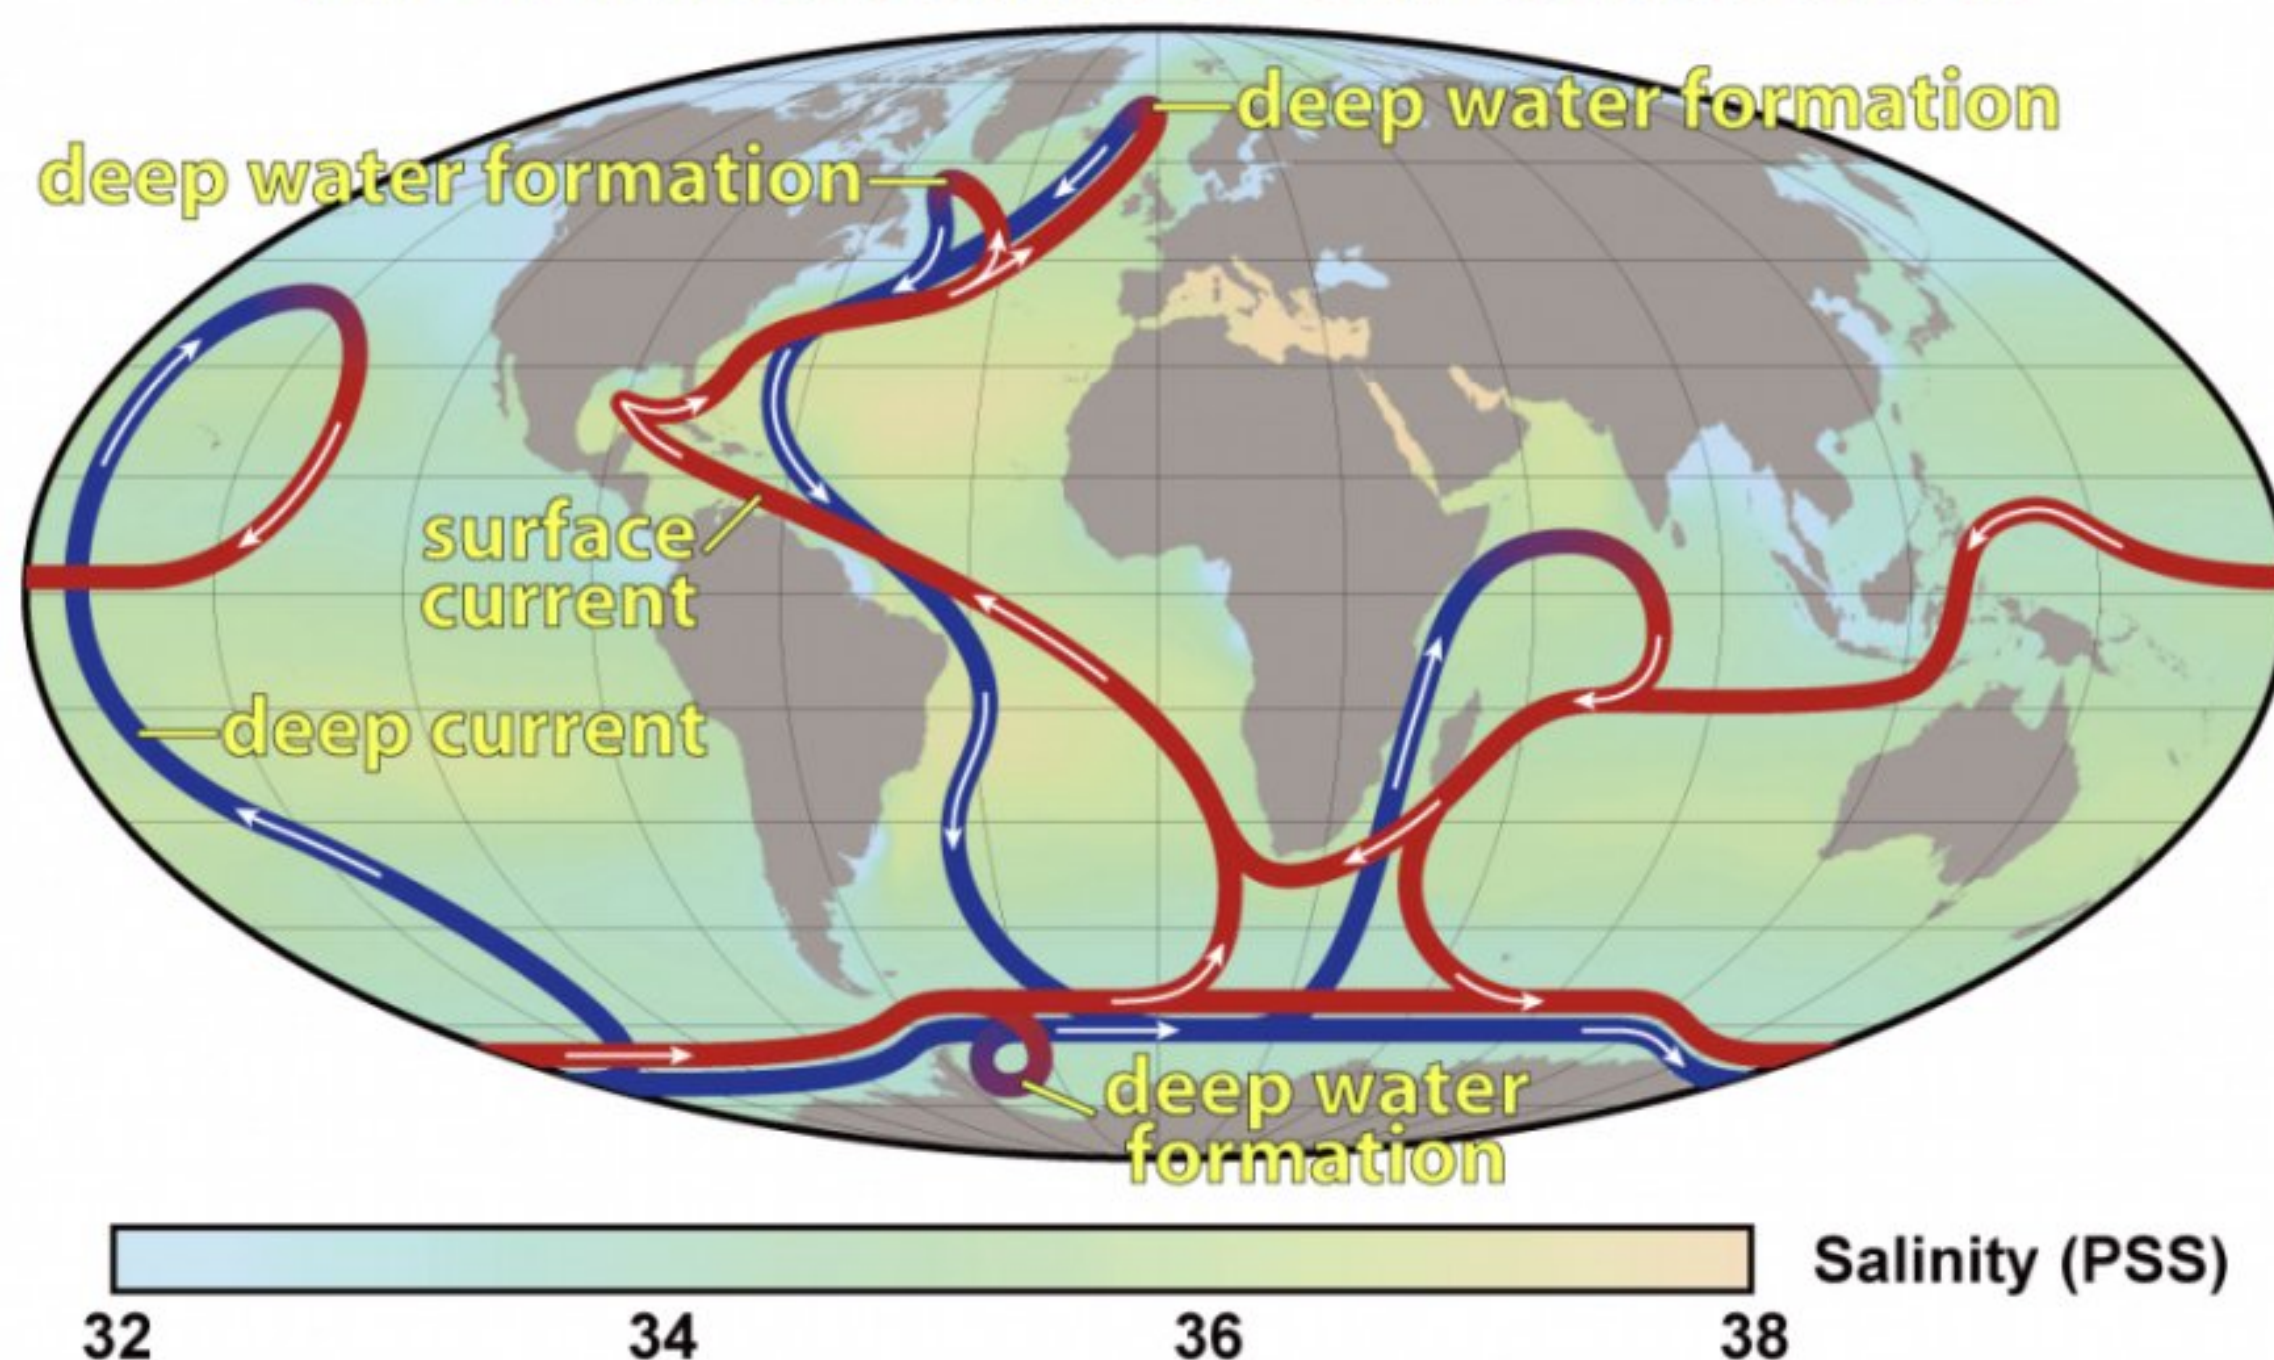 deep water formation
deep water formation
surface
current
deep current
deep water
formation
Salinity (PSS)
32 34 36 38